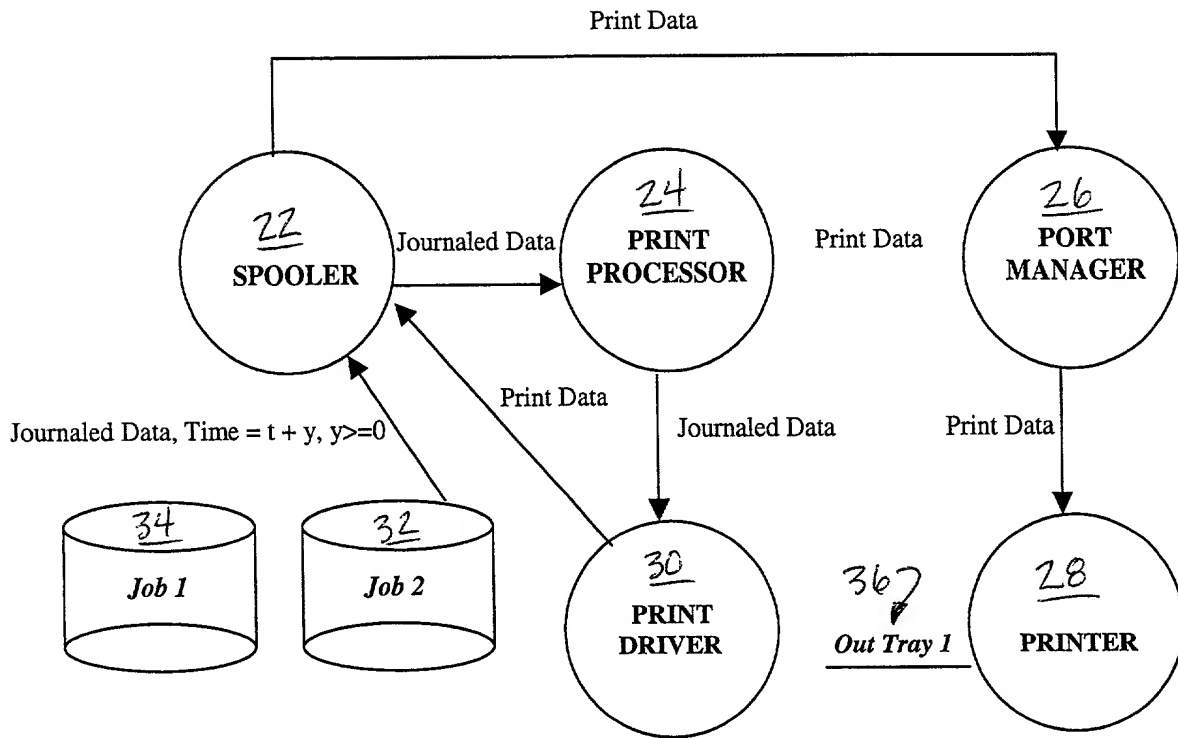 Print Data
22
SPOOLER
Journaled Data
24
PRINT
PROCESSOR
Print Data
26
PORT
MANAGER
Journaled Data, Time = t + y, y>=0
Print Data
Journaled Data
Print Data
34
Job 1
32
Job 2
30
PRINT
DRIVER
36
Out Tray 1
28
PRINTER